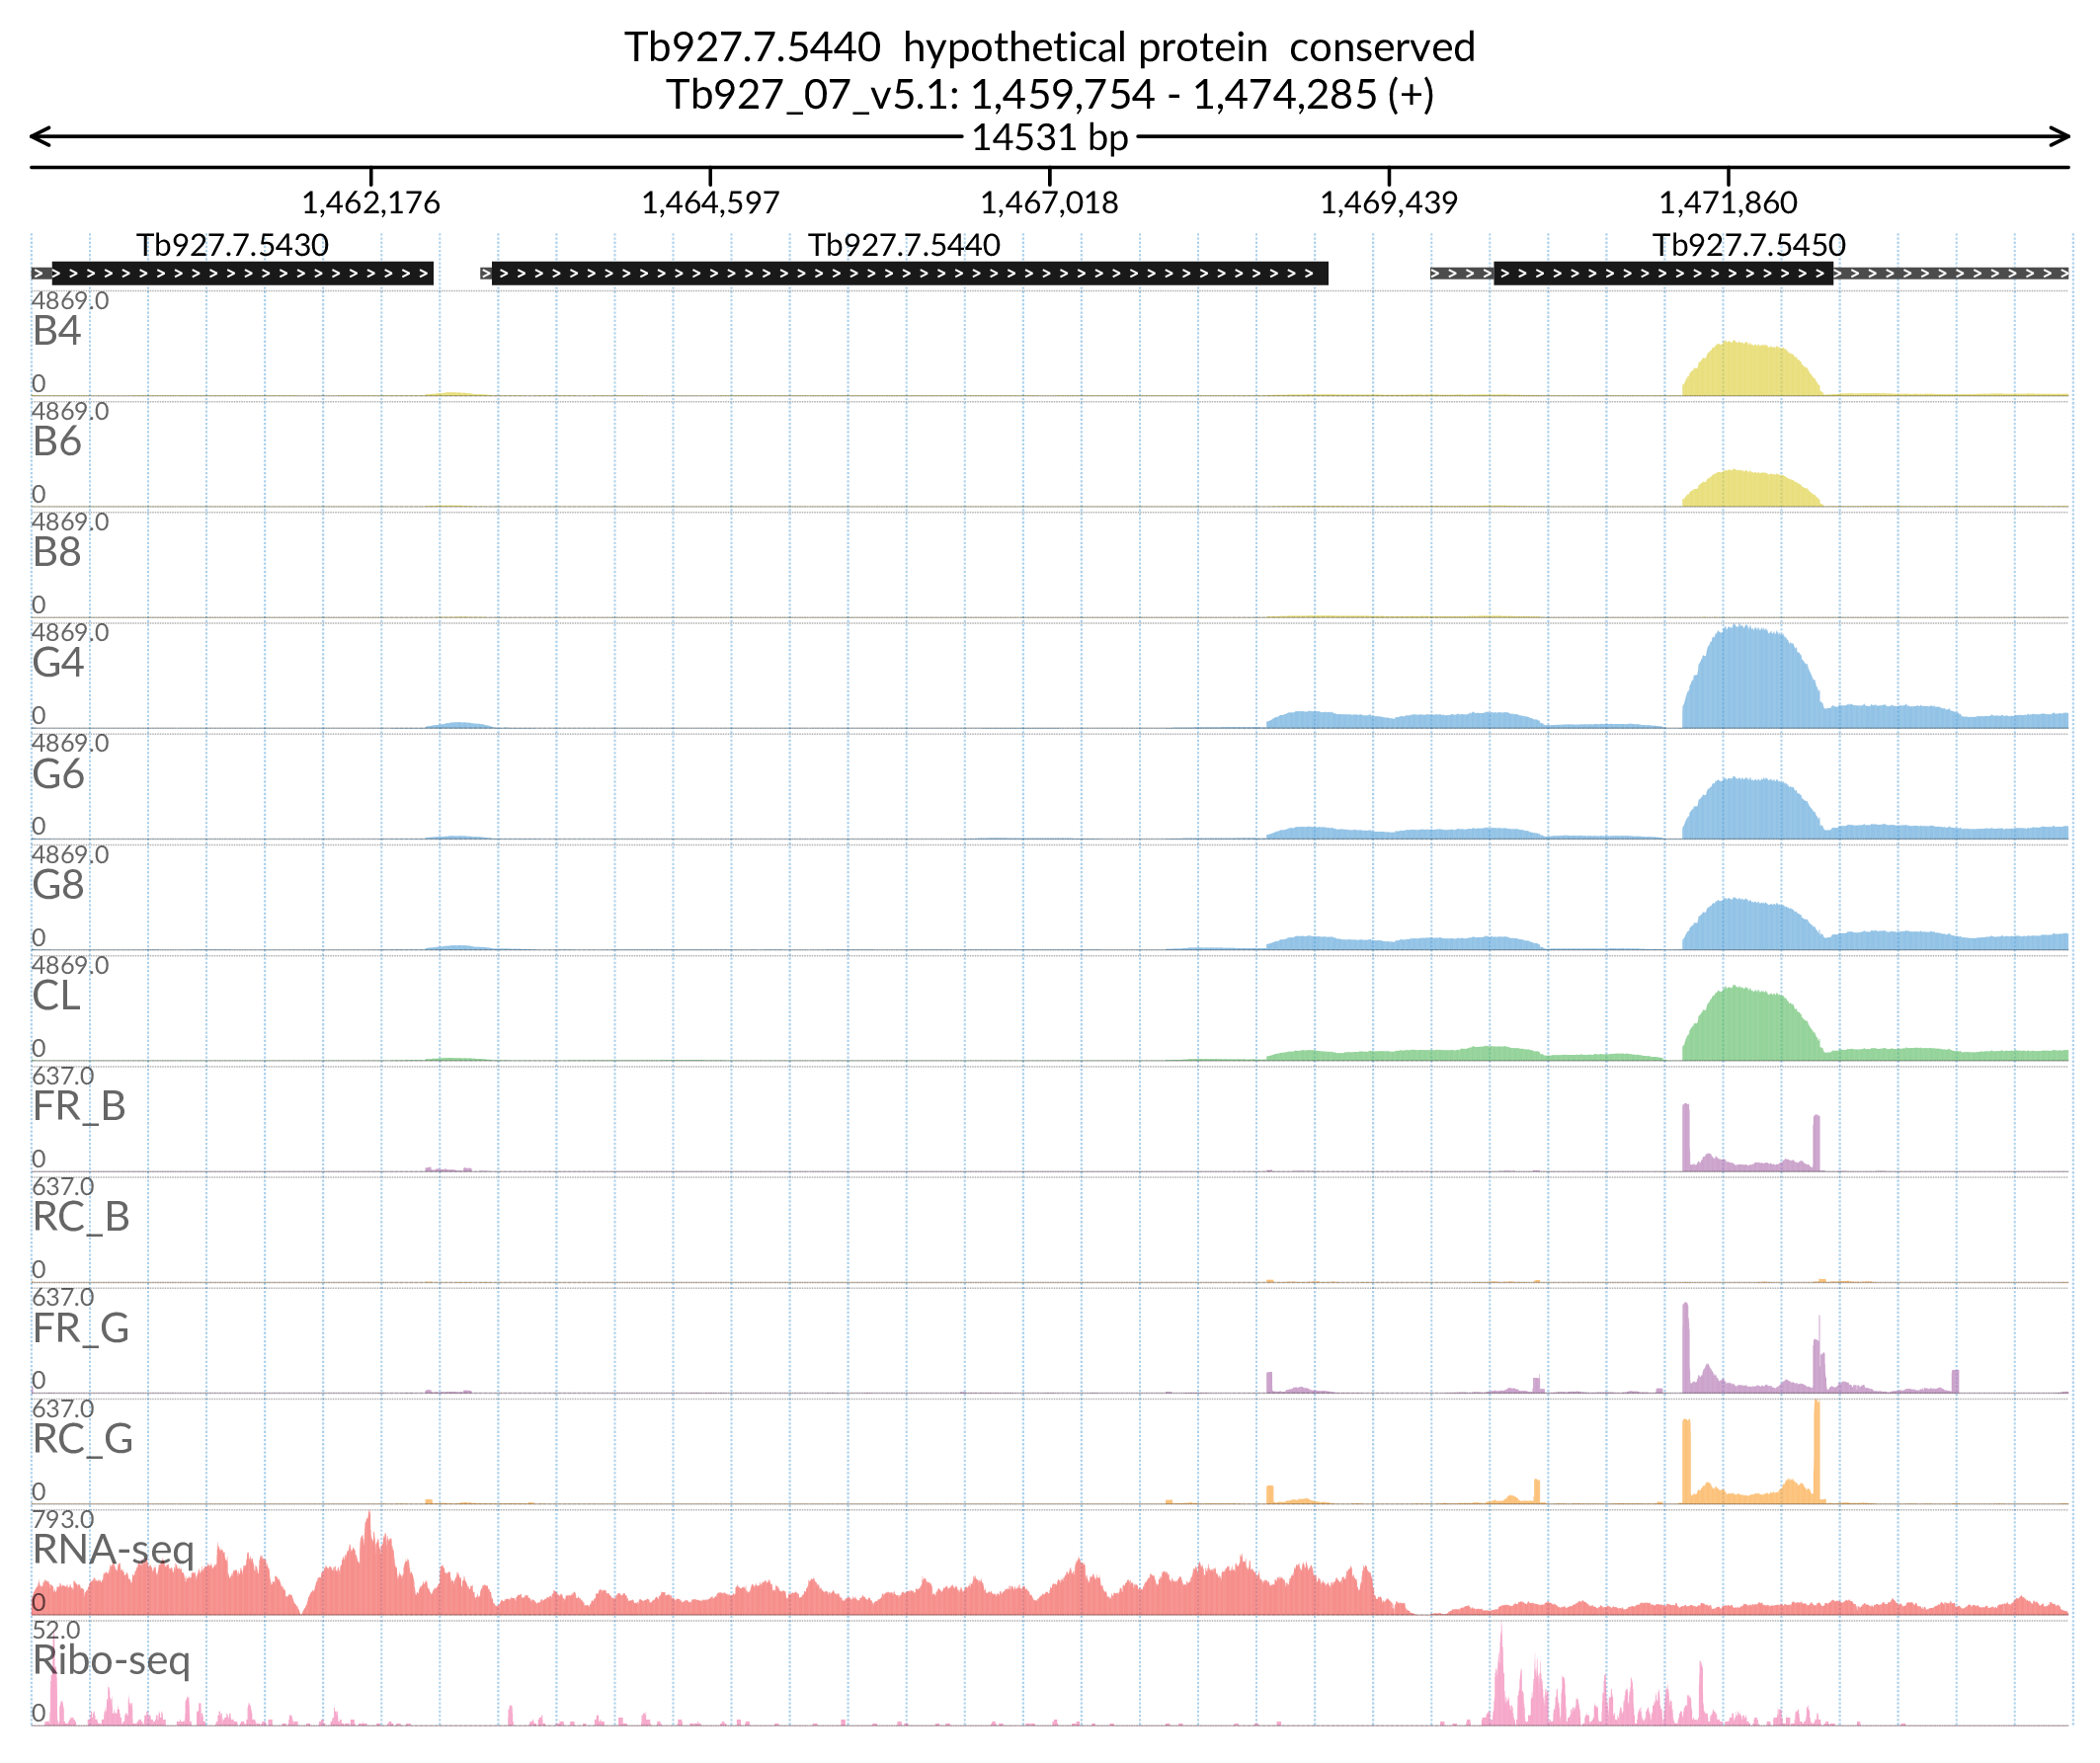 Tb927.7.5440 hypothetical protein conserved
Tb927_07_v5.1: 1,459,754 - 1,474,285 (+)
14531 bp
1,462,176 1,464,597 1,467,018 1,469,439 1,471,860
Tb927.7.5430 Tb927.7.5440 Tb927.7.5450
4869.0
B4
0
4869.0
B6
0
4869.0
B8
0
4869.0
G4
0
4869.0
G6
0
4869.0
G8
0
4869.0
CL
0
637.0
FR_B
0
637.0
RC_B
0
637.0
FR_G
0
637.0
RC_G
0
793.0
RNA-seq
0
52.0
Ribo-seq
0